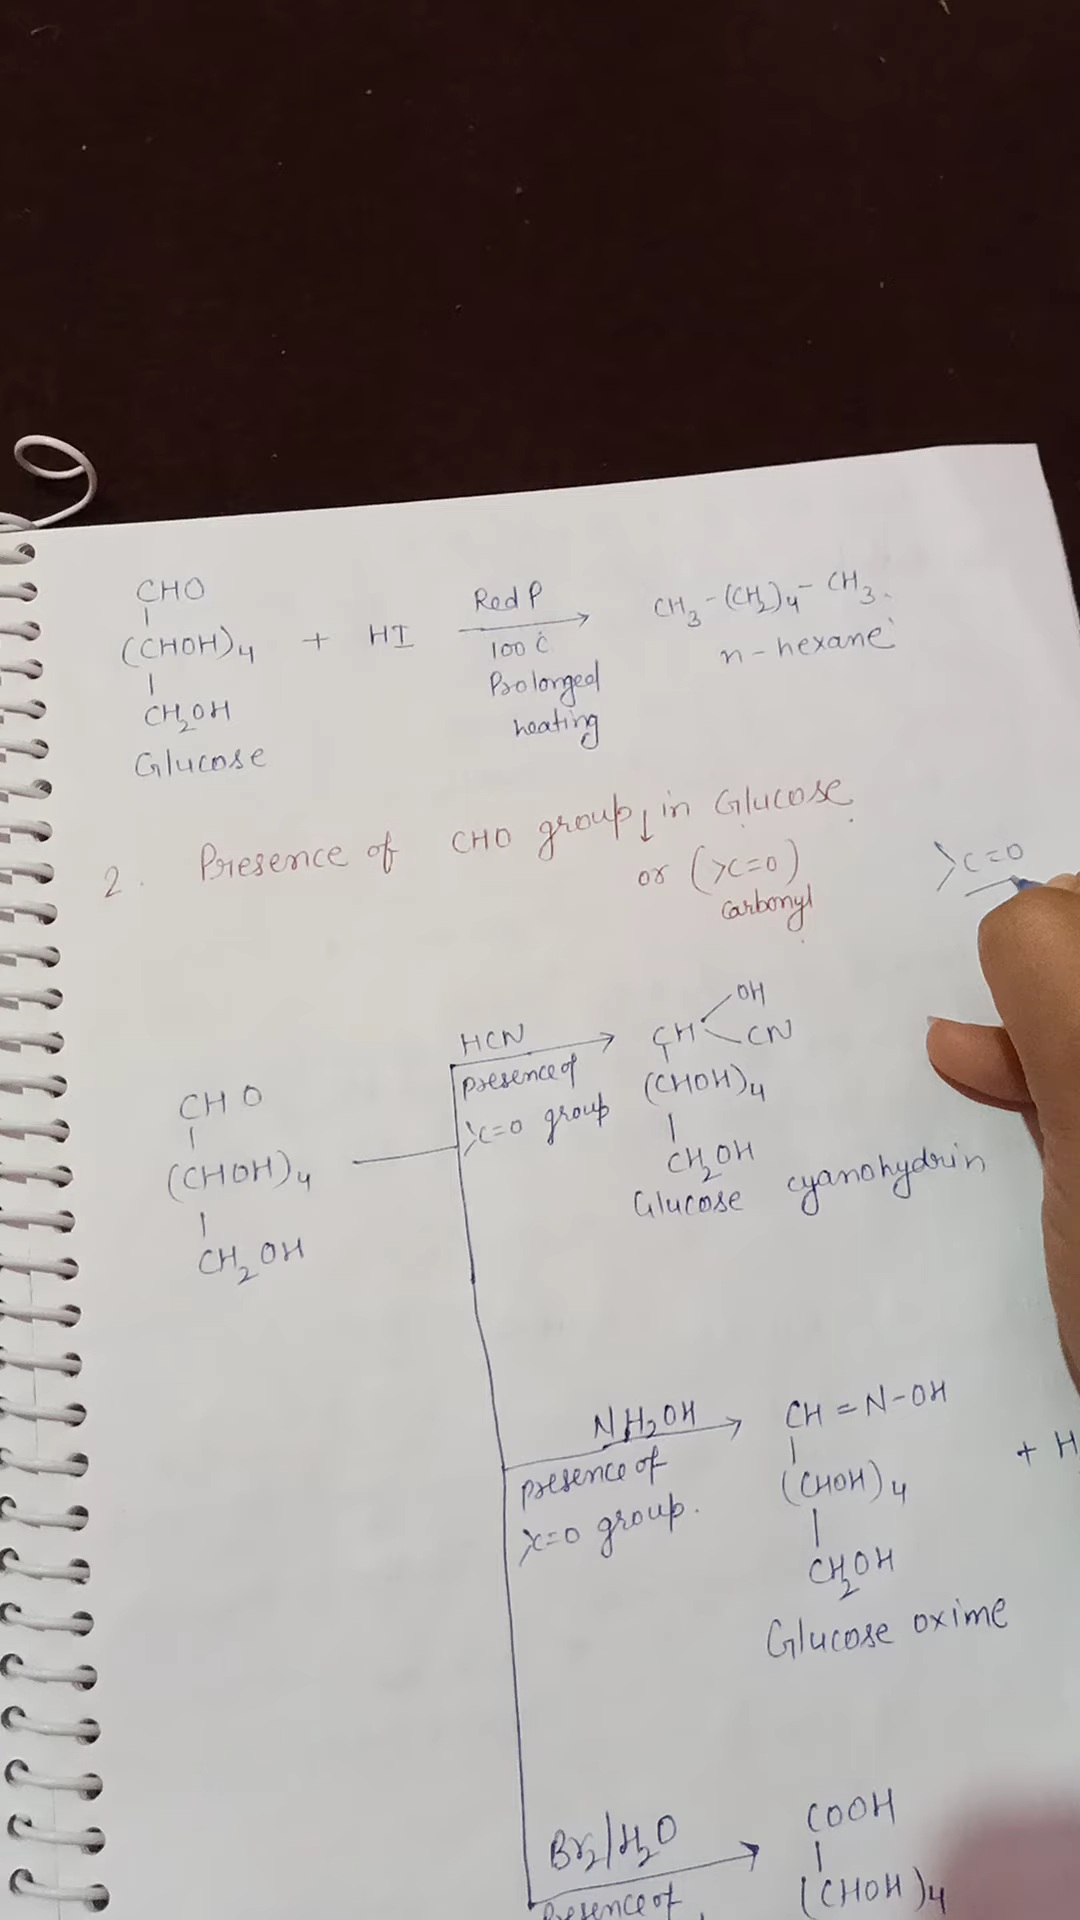 CHO
|
(CHOH)4 + HI
|
CH2OH
Glucose
Red P
100°C
Prolonged
heating
CH3-(CH2)4-CH3.
n-hexane
2. Presence of CHO group↓ in Glucose.
or (>C=O)
carbonyl
>C=O
CHO
|
(CHOH)4
|
CH2OH
HCN
presence of
>C=O group
OH
CH CN
(CHOH)4
|
CH2OH
Glucose cyanohydrin
NH2OH
presence of
>C=O group.
CH=N-OH
|
(CHOH)4 + H
|
CH2OH
Glucose oxime
Br2/H2O
Presence of
COOH
|
(CHOH)4